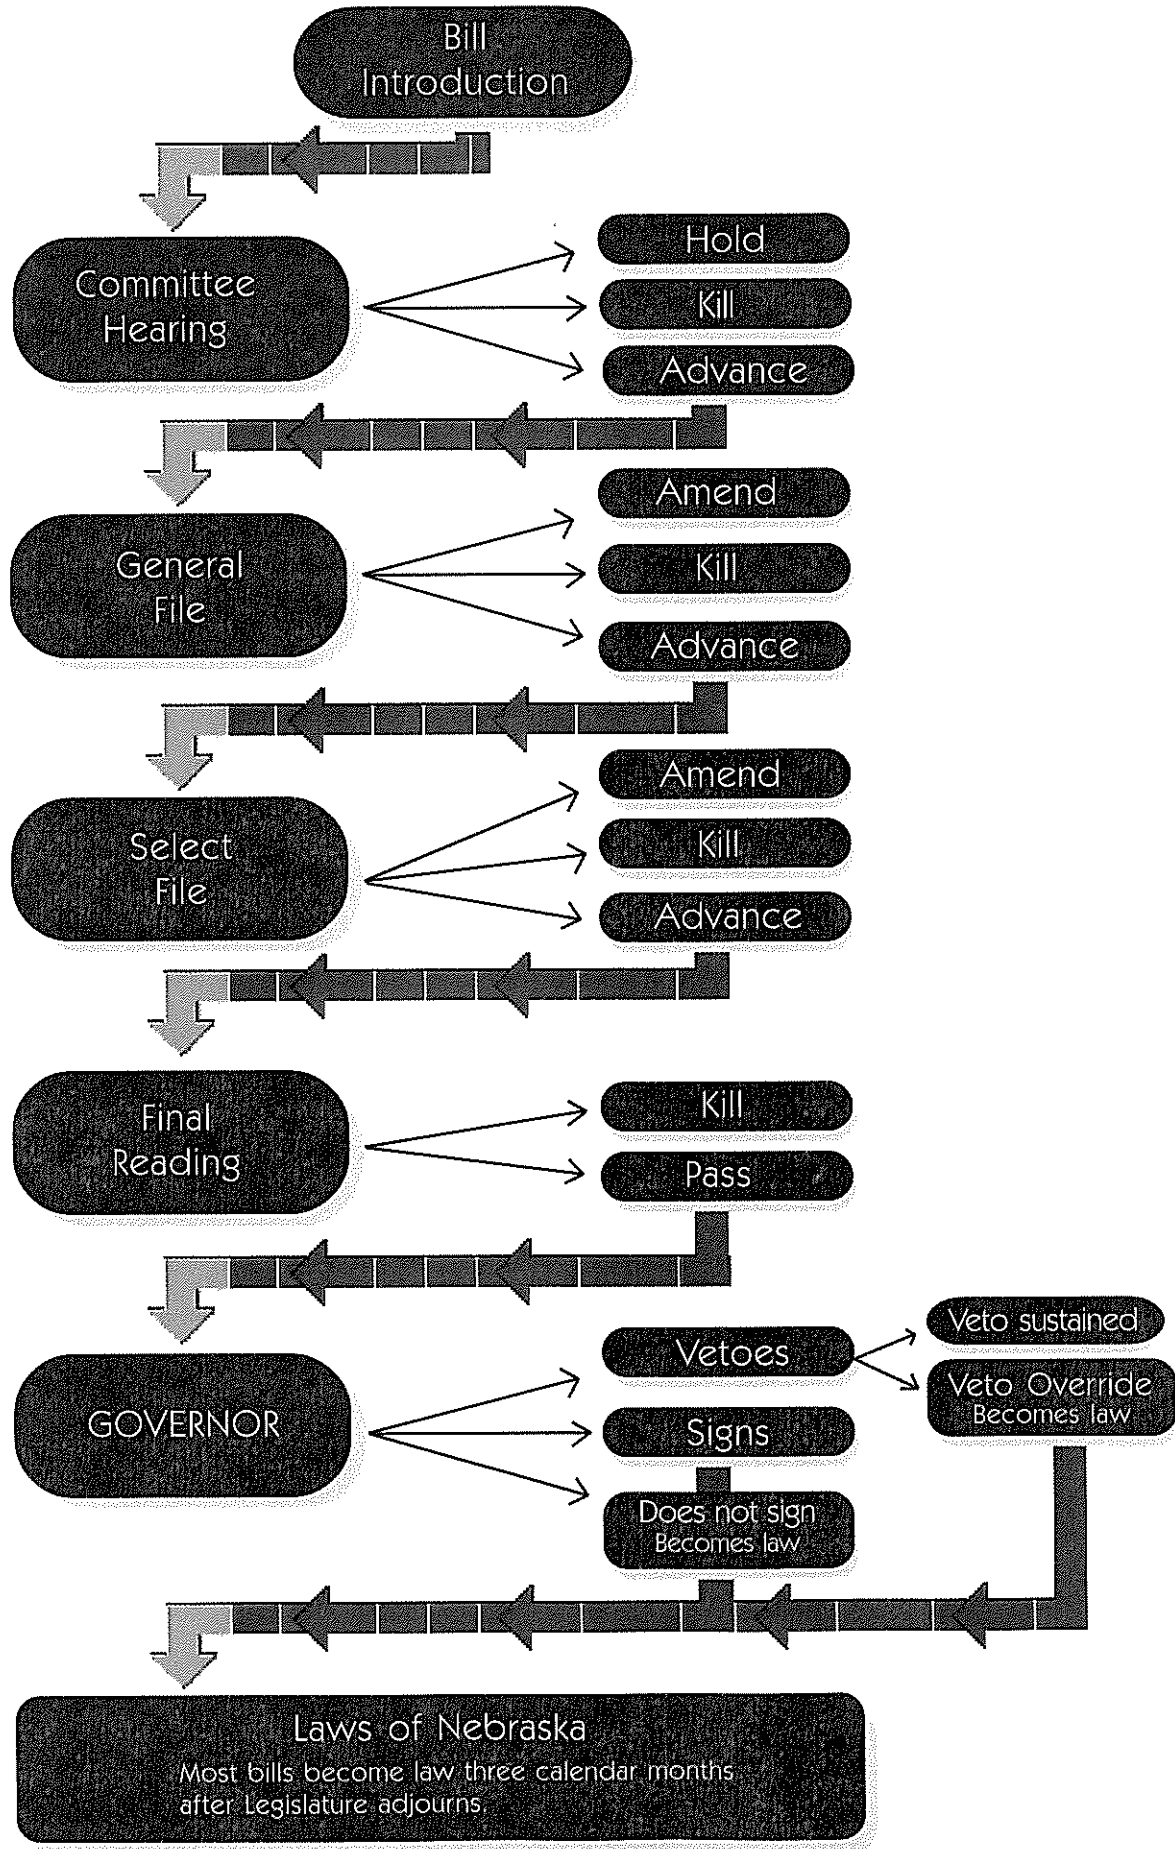 Bill
Introduction
Committee
Hearing
Hold
Kill
Advance
General
File
Amend
Kill
Advance
Select
File
Amend
Kill
Advance
Final
Reading
Kill
Pass
GOVERNOR
Vetoes
Signs
Does not sign
Becomes law
Veto sustained
Veto Override
Becomes law
Laws of Nebraska
Most bills become law three calendar months
after Legislature adjourns.